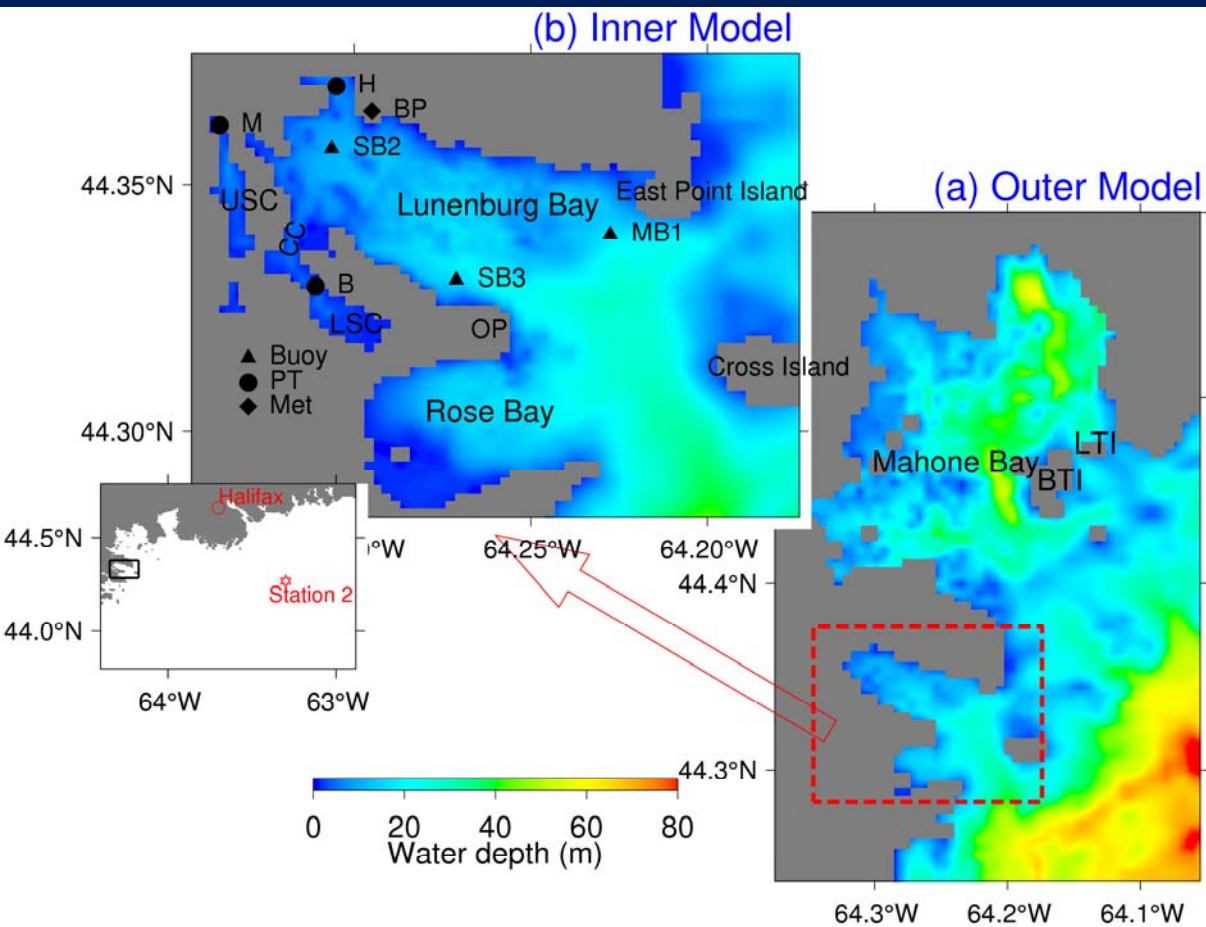 (b) Inner Model
H
BP
M
SB2
44.35°N
USC
Lunenburg Bay
East Point Island
CC
MB1
SB3
B
LSC
OP
Buoy
PT
Met
Cross Island
Rose Bay
44.30°N
64.25°W
64.20°W
(a) Outer Model
Mahone Bay
LTI
BTI
44.4°N
44.3°N
64.3°W
64.2°W
64.1°W
Halifax
Station 2
44.5°N
44.0°N
64°W
63°W
0
20
40
60
80
Water depth (m)